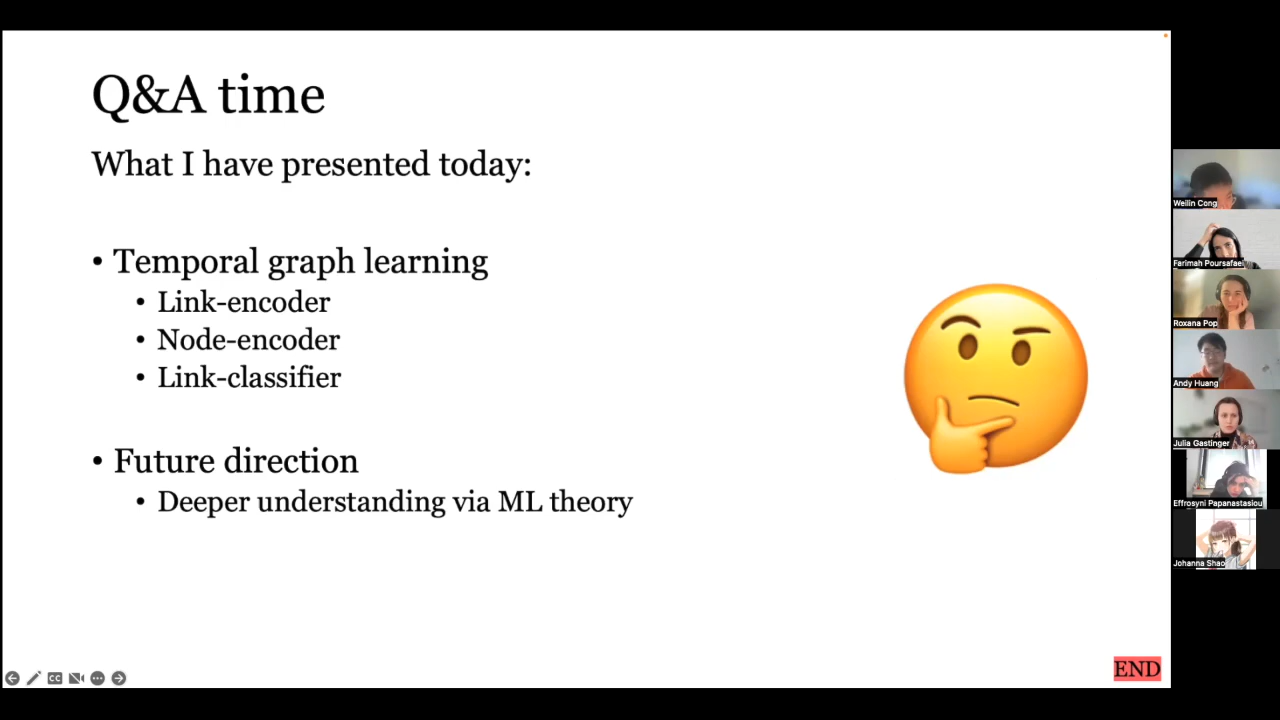 Q&A time
What I have presented today:
• Temporal graph learning
• Link-encoder
• Node-encoder
• Link-classifier
• Future direction
• Deeper understanding via ML theory
END
CC
Weilin Cong
Farimah Poursafaei
Roxana Pop
Andy Huang
Julia Gastinger
Effrosyni Papanastasiou
Johanna Shao